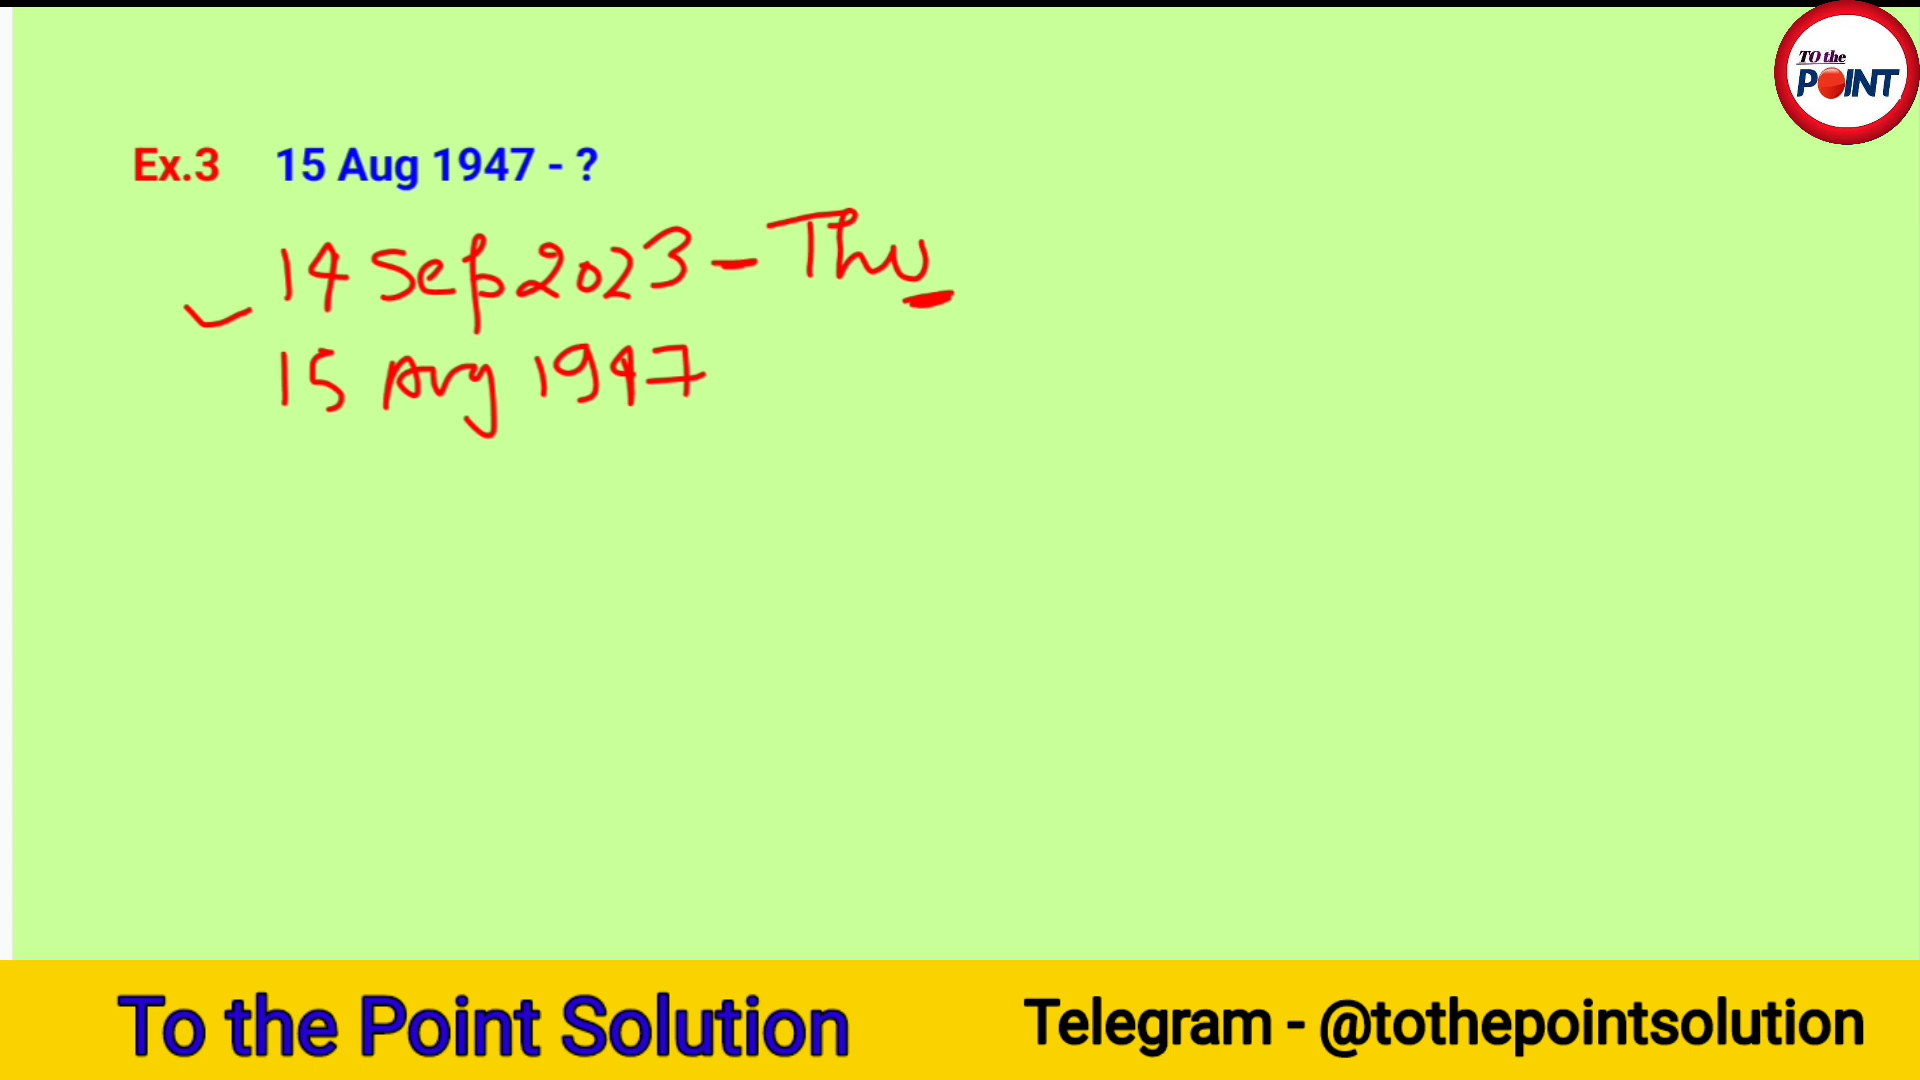 TO the
POINT
Ex.3 15 Aug 1947 - ?
14 Sep 2023 - Thu
15 Aug 1947
To the Point Solution
Telegram - @tothepointsolution